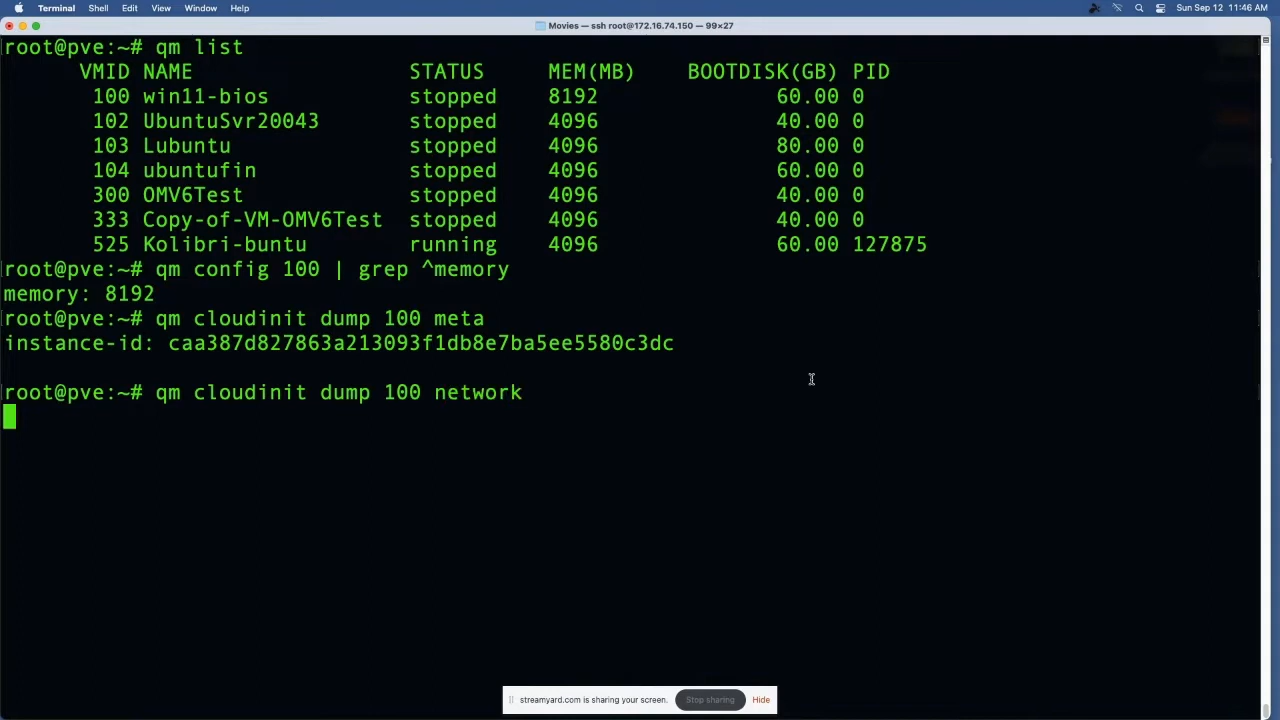 Terminal Shell Edit View Window Help Sun Sep 12 11:46 AM
Movies — ssh root@172.16.74.150 — 99×27
root@pve:~# qm list
VMID NAME STATUS MEM(MB) BOOTDISK(GB) PID
100 win11-bios stopped 8192 60.00 0
102 UbuntuSvr20043 stopped 4096 40.00 0
103 Lubuntu stopped 4096 80.00 0
104 ubuntufin stopped 4096 60.00 0
300 OMV6Test stopped 4096 40.00 0
333 Copy-of-VM-OMV6Test stopped 4096 40.00 0
525 Kolibri-buntu running 4096 60.00 127875
root@pve:~# qm config 100 | grep ^memory
memory: 8192
root@pve:~# qm cloudinit dump 100 meta
instance-id: caa387d827863a213093f1db8e7ba5ee5580c3dc
root@pve:~# qm cloudinit dump 100 network
streamyard.com is sharing your screen. Stop sharing Hide